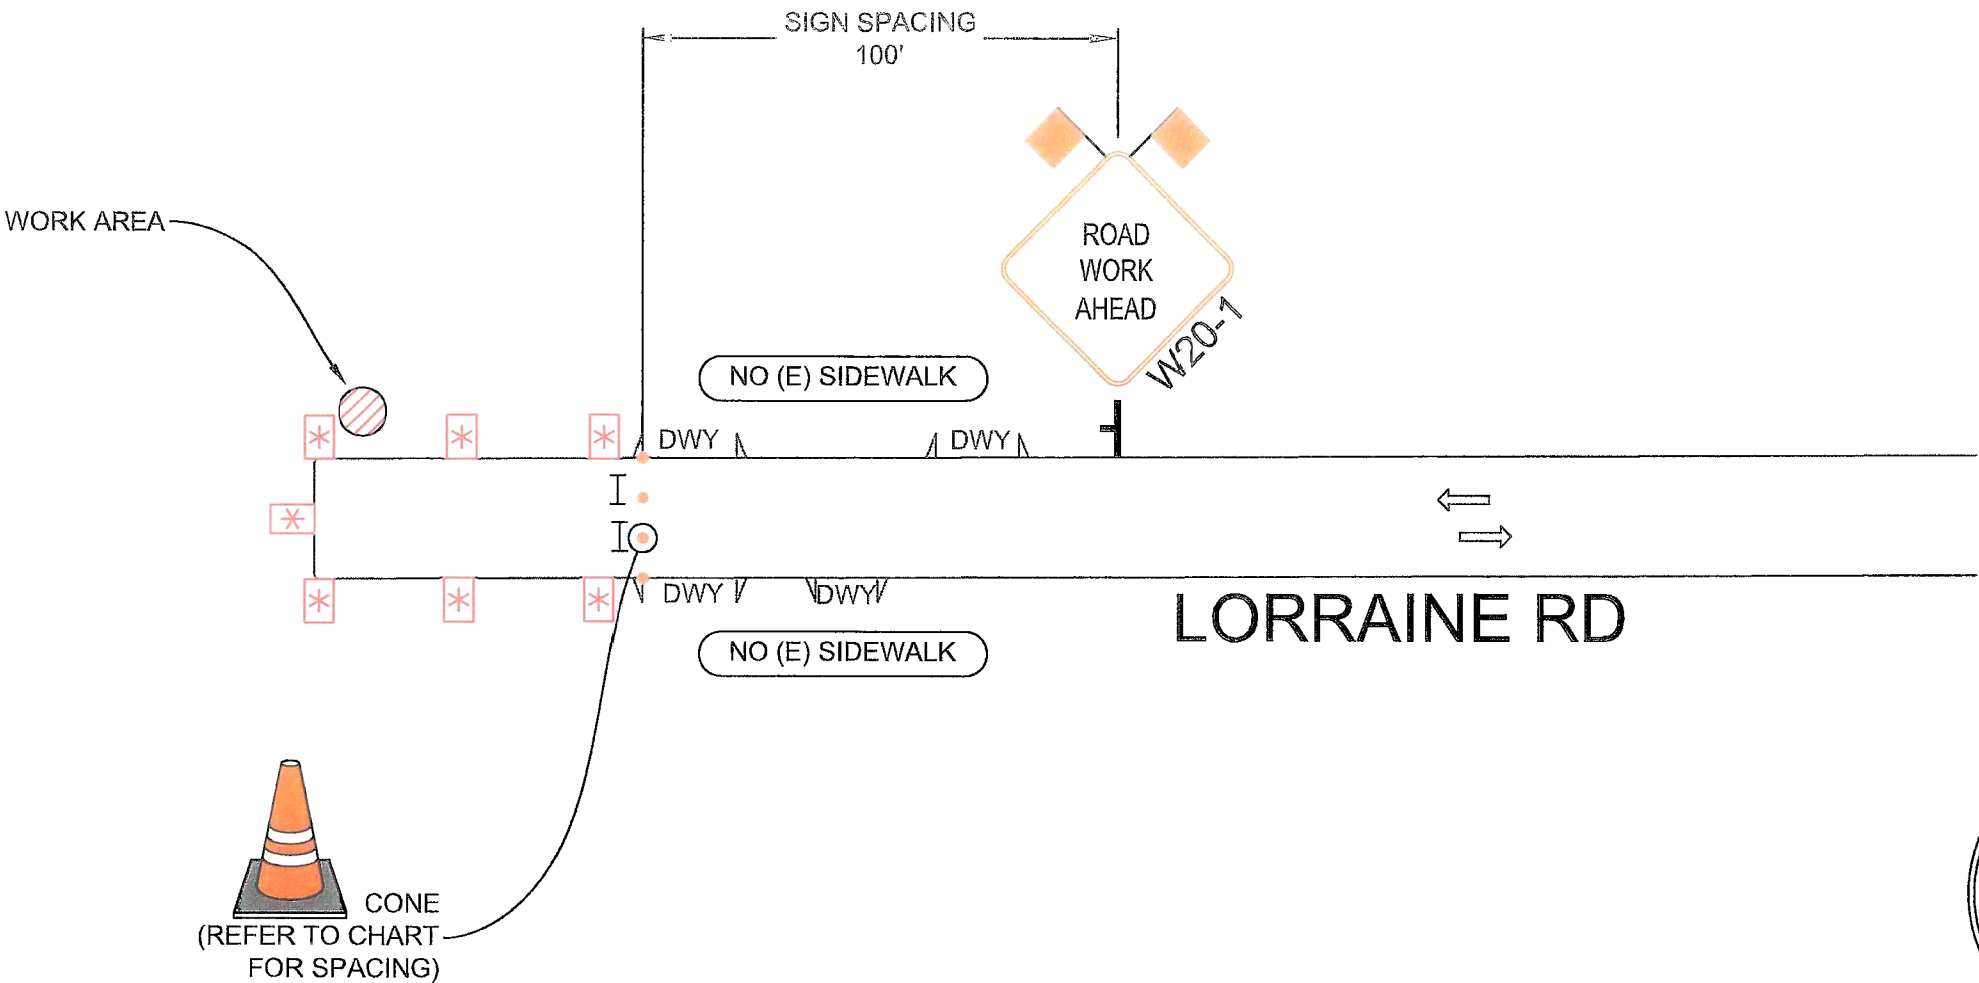 SIGN SPACING
100'
WORK AREA
ROAD
WORK
AHEAD
W20-1
NO (E) SIDEWALK
DWY
DWY
DWY
DWY
LORRAINE RD
NO (E) SIDEWALK
CONE
(REFER TO CHART
FOR SPACING)